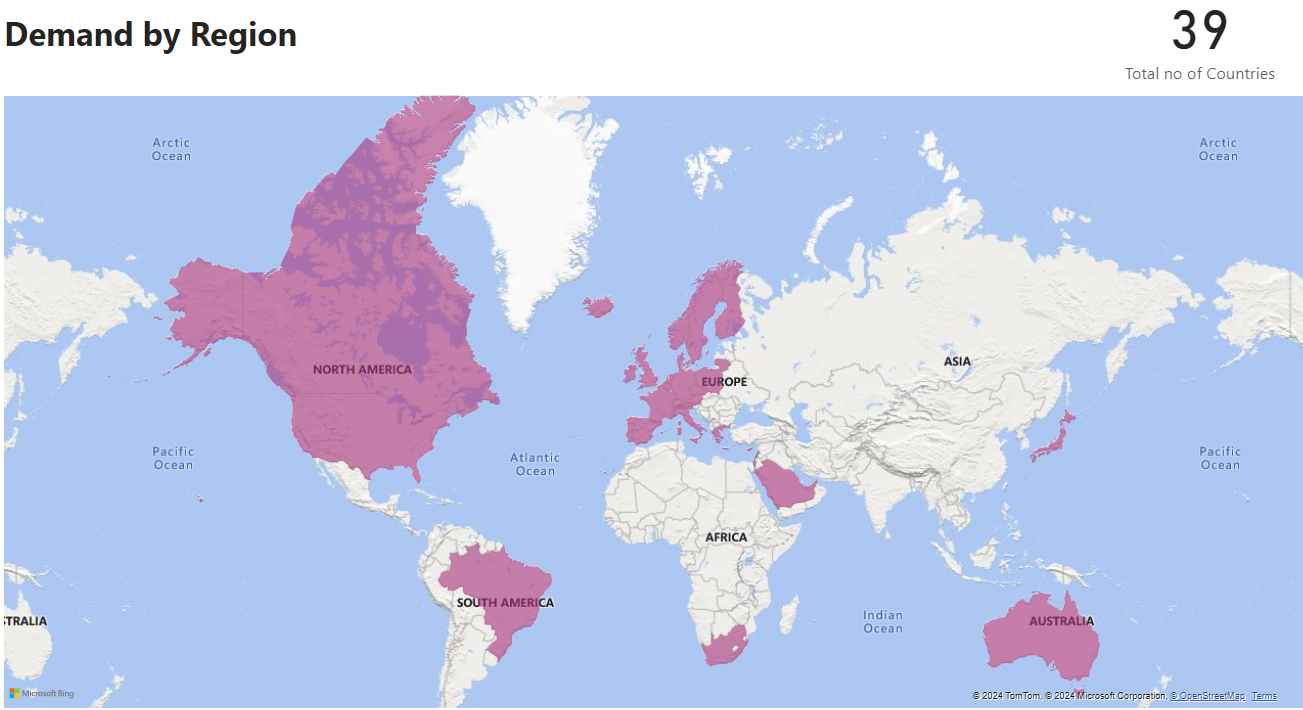 Demand by Region
39
Total no of Countries
Arctic
Ocean
Arctic
Ocean
NORTH AMERICA
ASIA
EUROPE
Pacific
Ocean
Atlantic
Ocean
Pacific
Ocean
AFRICA
SOUTH AMERICA
Indian
Ocean
STRALIA
AUSTRALIA
Microsoft Bing
© 2024 TomTom, © 2024 Microsoft Corporation, © OpenStreetMap Terms